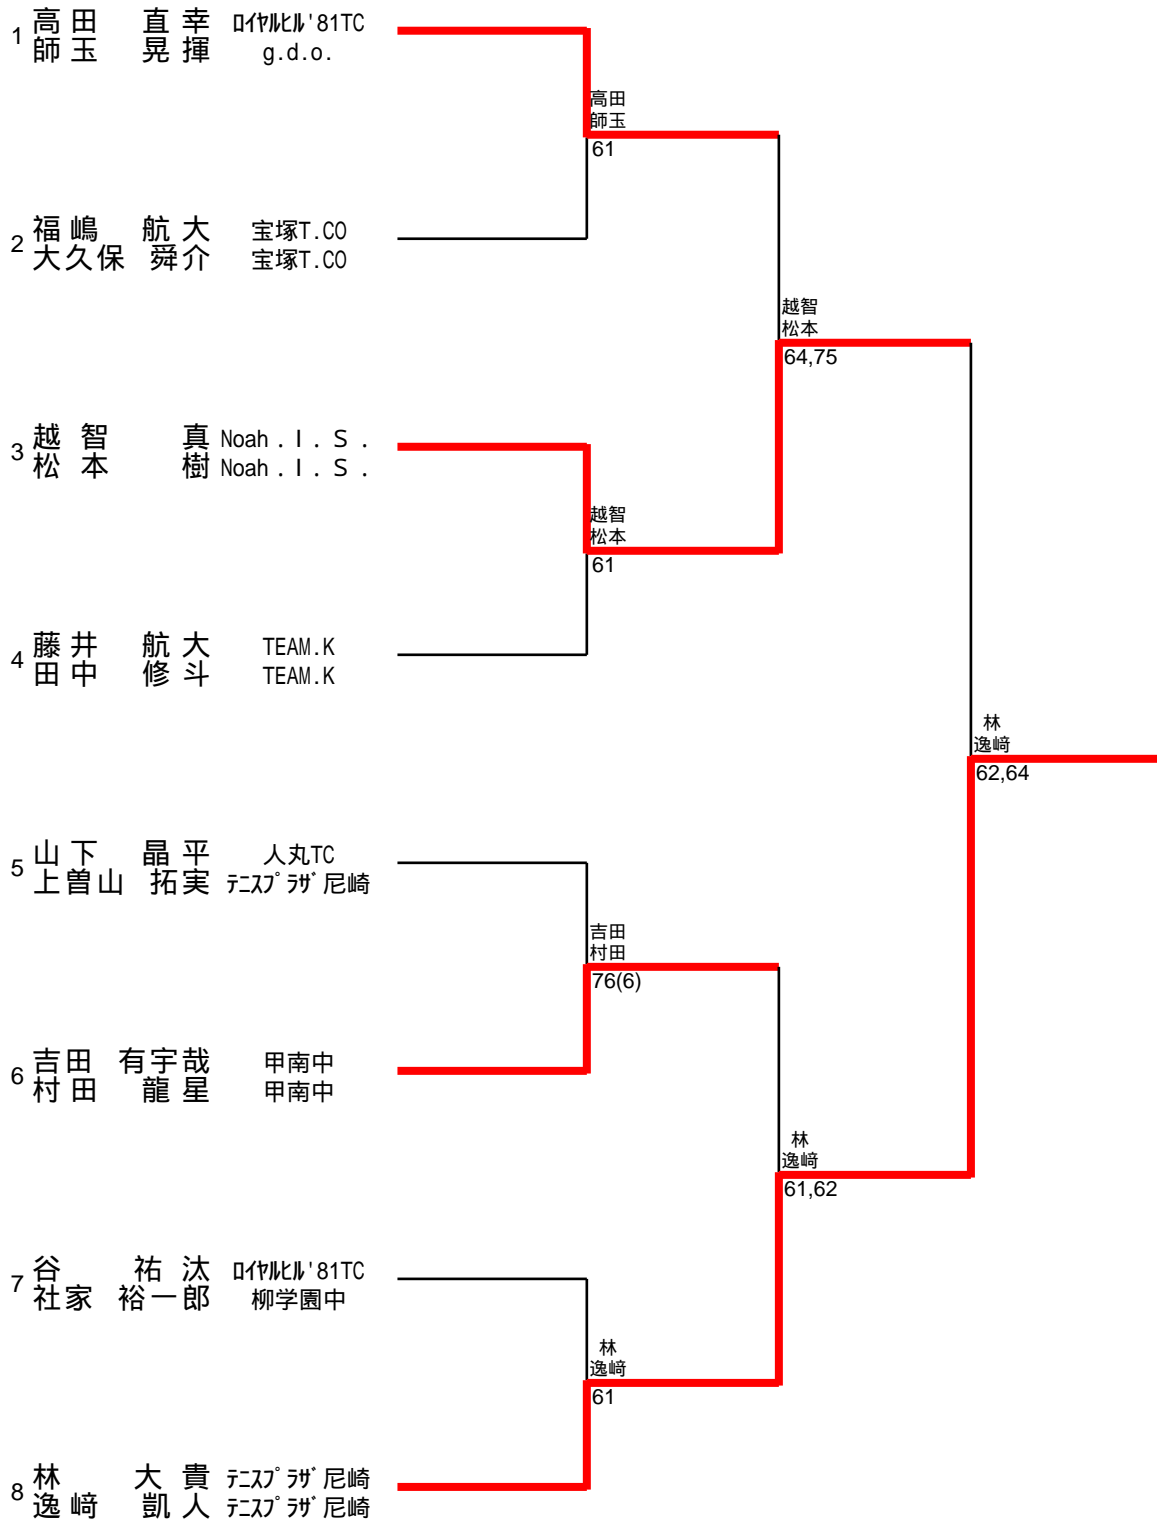 1 高田 直幸 ロイヤルヒル'81TC
師玉 晃揮 g.d.o.
高田
師玉
61
2 福嶋 航大 宝塚T.CO
大久保 舜介 宝塚T.CO
越智
松本
64,75
3 越智 真 Noah．Ｉ．Ｓ．
松本 樹 Noah．Ｉ．Ｓ．
越智
松本
61
4 藤井 航大 TEAM.K
田中 修斗 TEAM.K
林
逸﨑
62,64
5 山下 晶平 人丸TC
上曽山 拓実 テニスプラザ尼崎
吉田
村田
76(6)
6 吉田 有宇哉 甲南中
村田 龍星 甲南中
林
逸﨑
61,62
7 谷 祐汰 ロイヤルヒル'81TC
社家 裕一郎 柳学園中
林
逸﨑
61
8 林 大貴 テニスプラザ尼崎
逸﨑 凱人 テニスプラザ尼崎